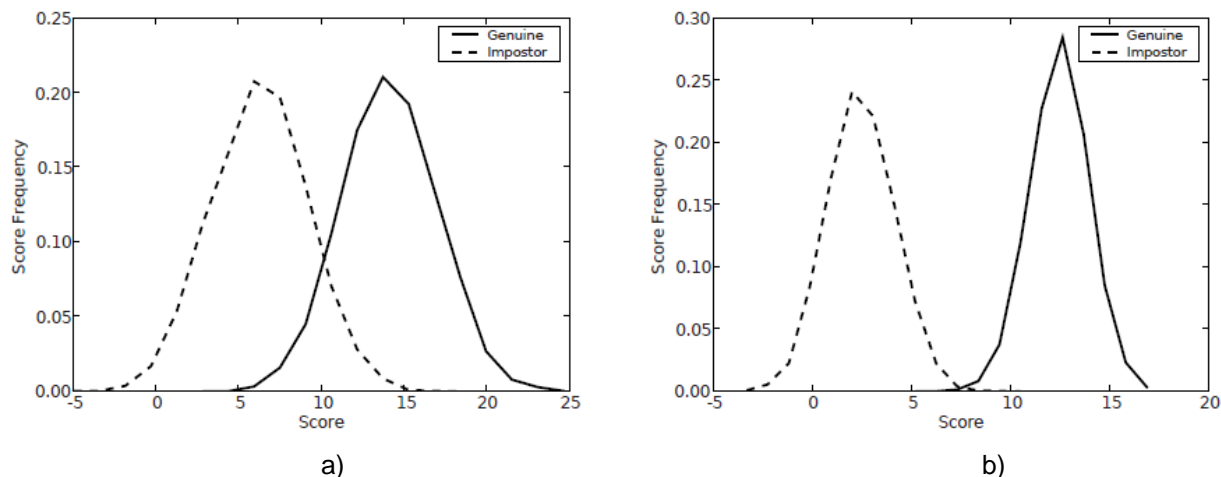 0.25
0.20
0.15
0.10
0.05
0.00
Score Frequency
-5 0 5 10 15 20 25
Score
Genuine
Impostor
a)
0.30
0.25
0.20
0.15
0.10
0.05
0.00
Score Frequency
-5 0 5 10 15 20
Score
Genuine
Impostor
b)